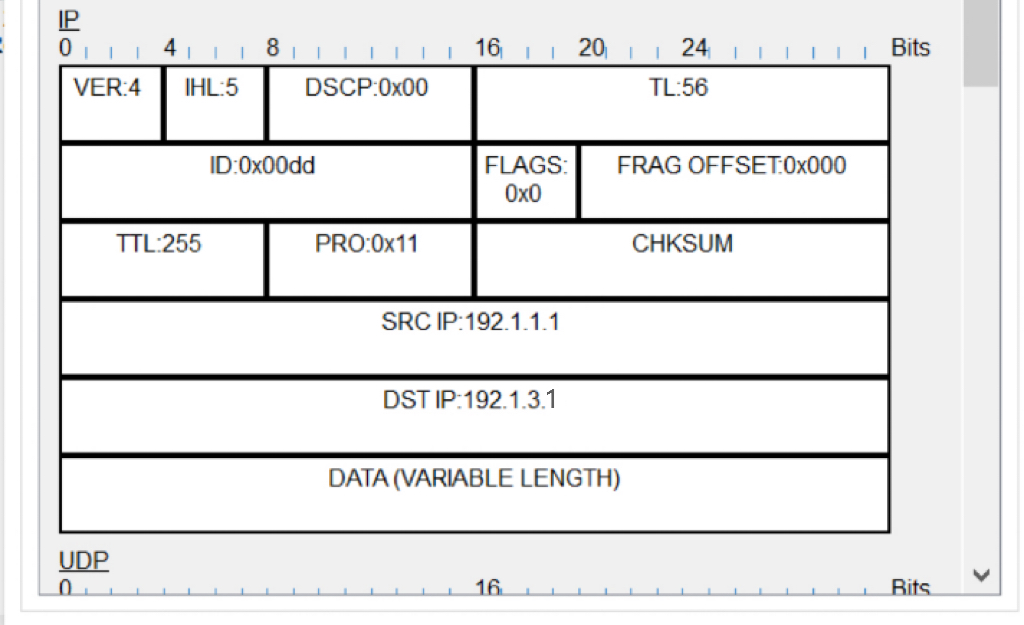 IP
0 4 8 16 20 24 Bits
VER:4 IHL:5 DSCP:0x00 TL:56
ID:0x00dd FLAGS: FRAG OFFSET:0x000
0x0
TTL:255 PRO:0x11 CHKSUM
SRC IP:192.1.1.1
DST IP:192.1.3.1
DATA (VARIABLE LENGTH)
UDP
0 16 Bits